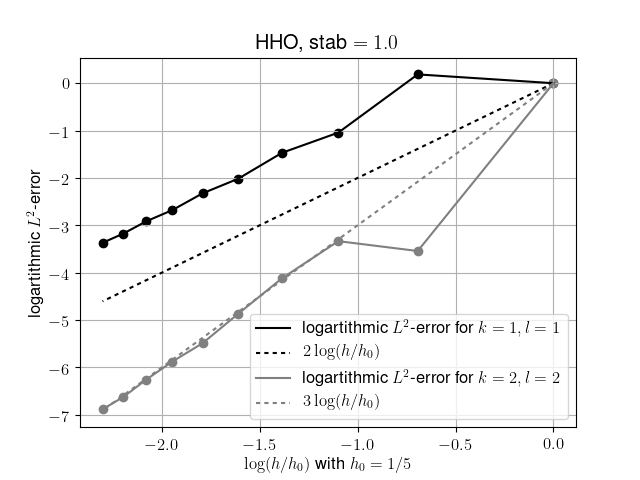 HHO, stab = 1.0
logartithmic L²-error
0
−1
−2
−3
−4
−5
−6
−7
logartithmic L²-error for k = 1, l = 1
2 log(h/h₀)
logartithmic L²-error for k = 2, l = 2
3 log(h/h₀)
−2.0
−1.5
−1.0
−0.5
0.0
log(h/h₀) with h₀ = 1/5